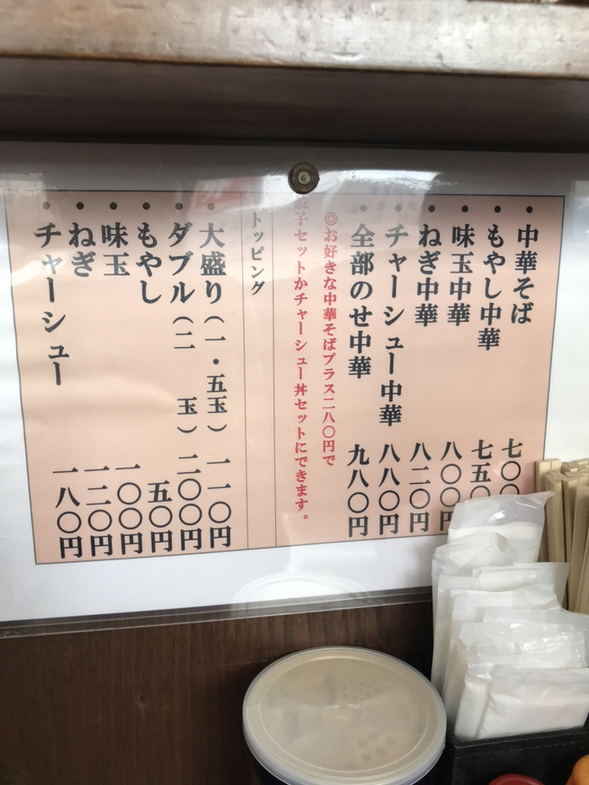 ・中華そば 七〇〇
・もやし中華 七五〇
・味玉中華 八〇〇円
・ねぎ中華 八二〇円
・チャーシュー中華 八八〇円
・全部のせ中華 九八〇円
◎お好きな中華そばプラス二八〇円で
子セットかチャーシュー丼セットにできます。
トッピング
・大盛り(一・五玉) 一一〇円
・ダブル(二 玉) 二〇〇円
・もやし 五〇円
・味玉 一〇〇円
・ねぎ 一二〇円
・チャーシュー 一八〇円